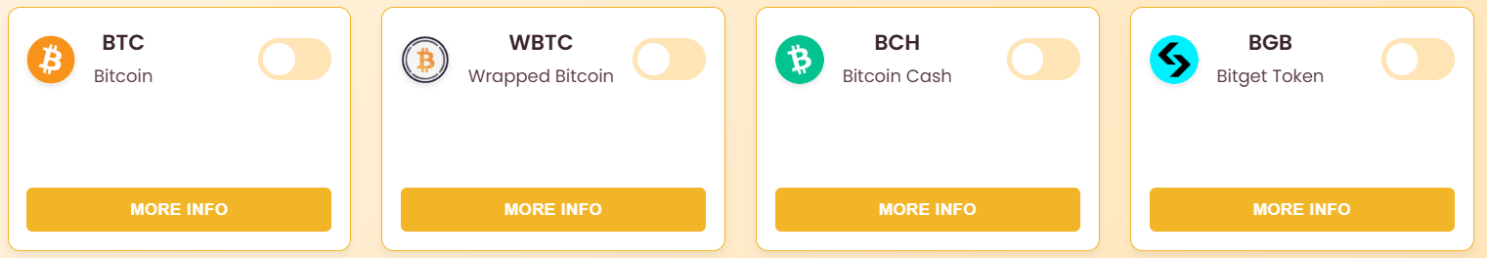 BTC
Bitcoin
MORE INFO
WBTC
Wrapped Bitcoin
MORE INFO
BCH
Bitcoin Cash
MORE INFO
BGB
Bitget Token
MORE INFO